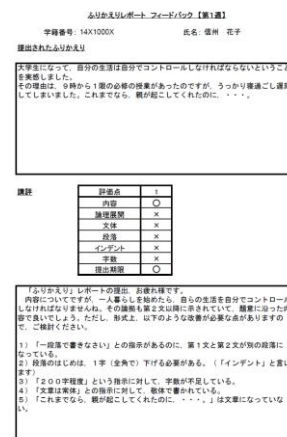 ふりかえりレポート フィードバック【第1週】
学籍番号: 14X1000X 氏名: 信州 花子
提出されたふりかえり
大学生になって、自分の生活は自分でコントロールしなければならないということ
を実感しました。
その理由は、9時から1限の必修の授業があったのですが、うっかり寝過ごし遅刻
してしまいました。これまでなら、親が起こしてくれたのに、・・・。
講評
評価点 1
内容 〇
論理展開 ×
文体 ×
段落 ×
インデント ×
字数 ×
提出期限 〇
「ふりかえり」レポートの提出、お疲れ様です。
内容についてですが、一人暮らしを始めたら、自らの生活を自分でコントロール
しなければなりませんね。その論拠も第2文以降に示されていて、題意に沿った内
容で良いでしょう。ただし、形式上、以下のような改善が必要な点がありますの
で、ご検討ください。
1)「一段落で書きなさい」との指示があるのに、第1文と第2文が別の段落に
なっている。
2)段落のはじめは、1字(全角で)下げる必要がある。(「インデント」と言い
ます)
3)「200字程度」という指示に対して、字数が不足している。
4)「文章は常体」との指示に対して、敬体で書かれている。
5)「これまでなら、親が起こしてくれたのに、・・・。」は文章になっていな
い。